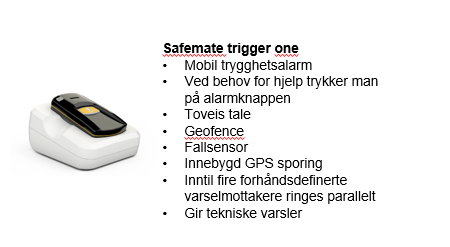 Safemate trigger one
• Mobil trygghetsalarm
• Ved behov for hjelp trykker man
på alarmknappen
• Toveis tale
• Geofence
• Fallsensor
• Innebygd GPS sporing
• Inntil fire forhåndsdefinerte
varselmottakere ringes parallelt
• Gir tekniske varsler